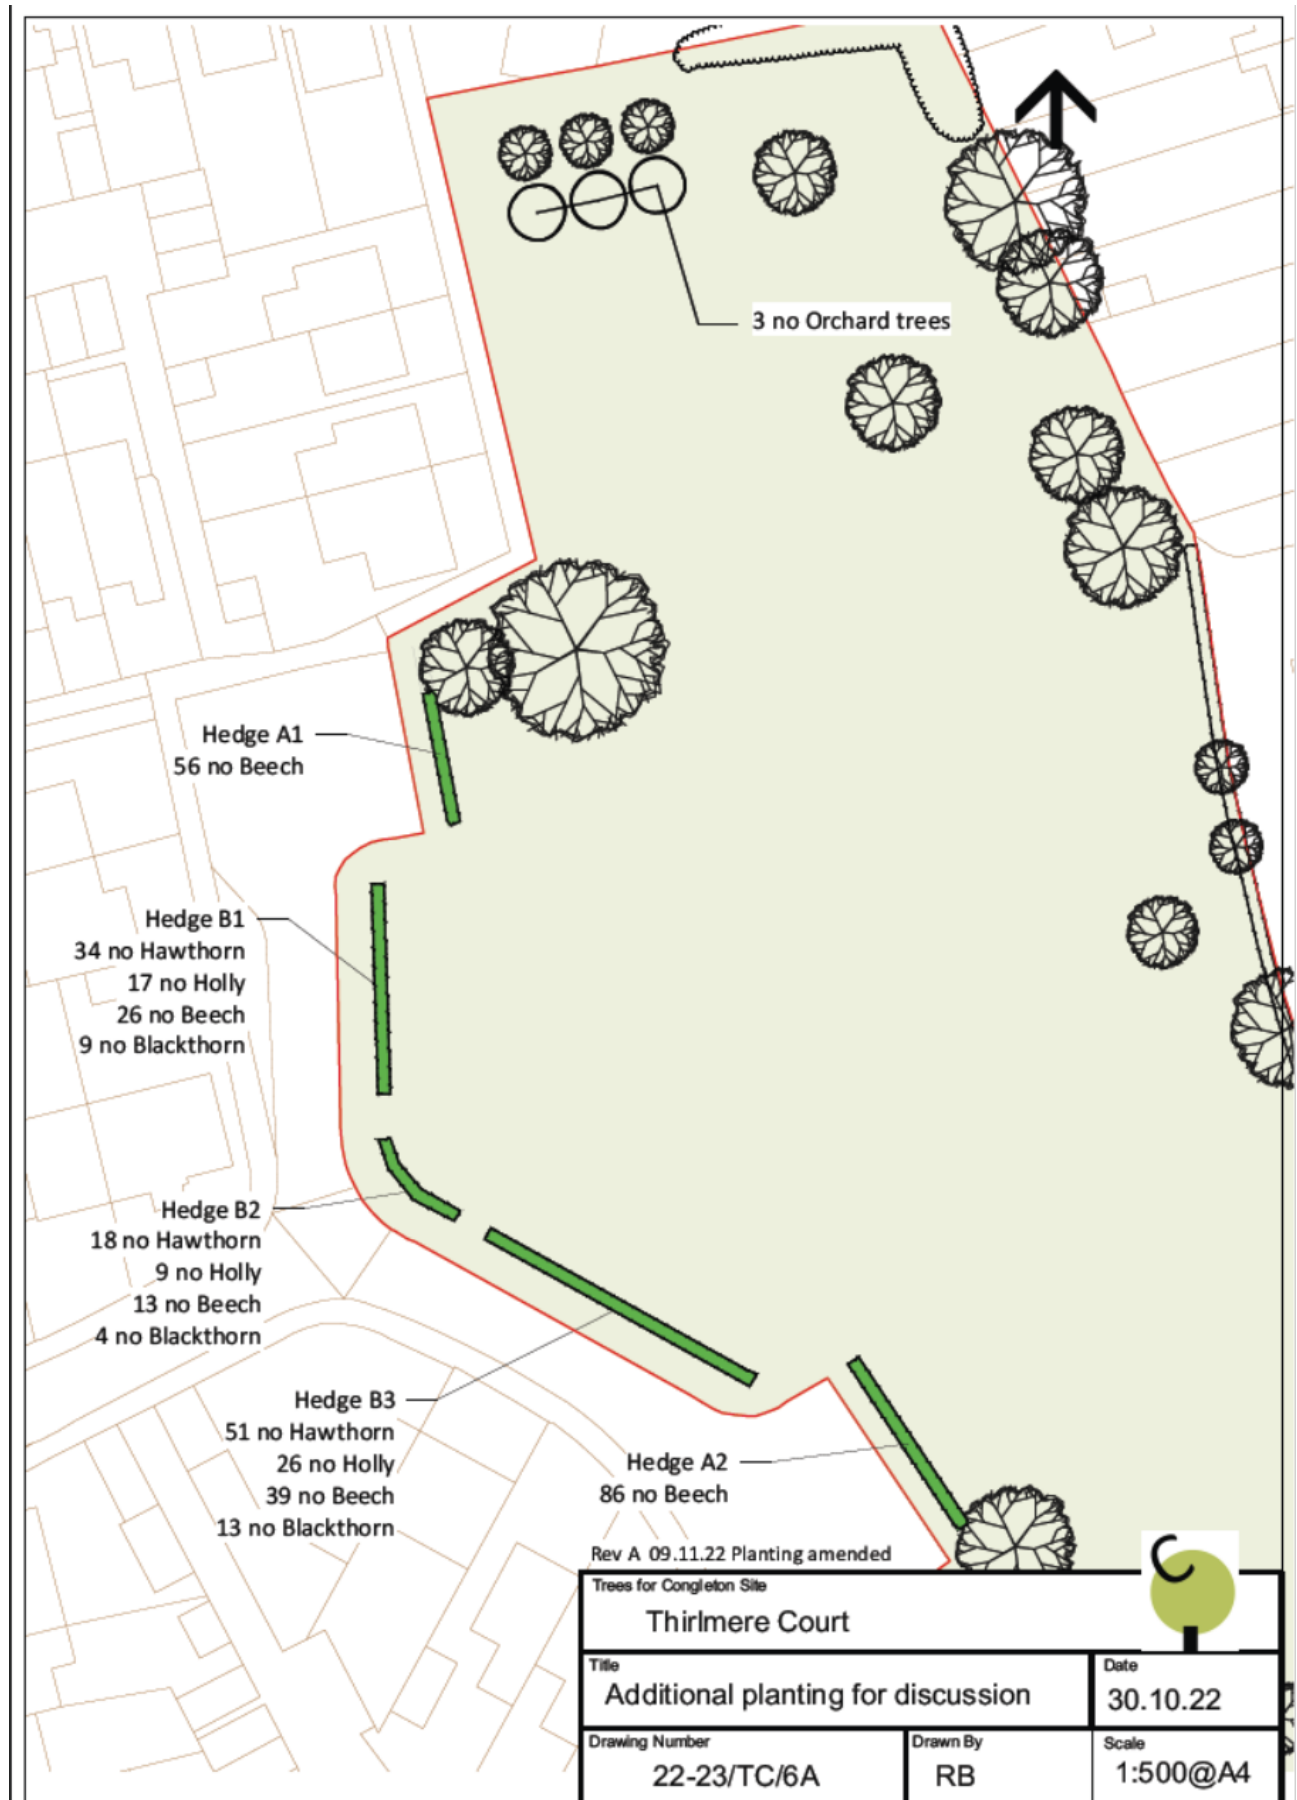 3 no Orchard trees
Hedge A1
56 no Beech
Hedge B1
34 no Hawthorn
17 no Holly
26 no Beech
9 no Blackthorn
Hedge B2
18 no Hawthorn
9 no Holly
13 no Beech
4 no Blackthorn
Hedge B3
51 no Hawthorn
26 no Holly
39 no Beech
13 no Blackthorn
Hedge A2
86 no Beech
Rev A 09.11.22 Planting amended
Trees for Congleton Site
Thirlmere Court
Title
Additional planting for discussion
Date
30.10.22
Drawing Number
22-23/TC/6A
Drawn By
RB
Scale
1:500@A4